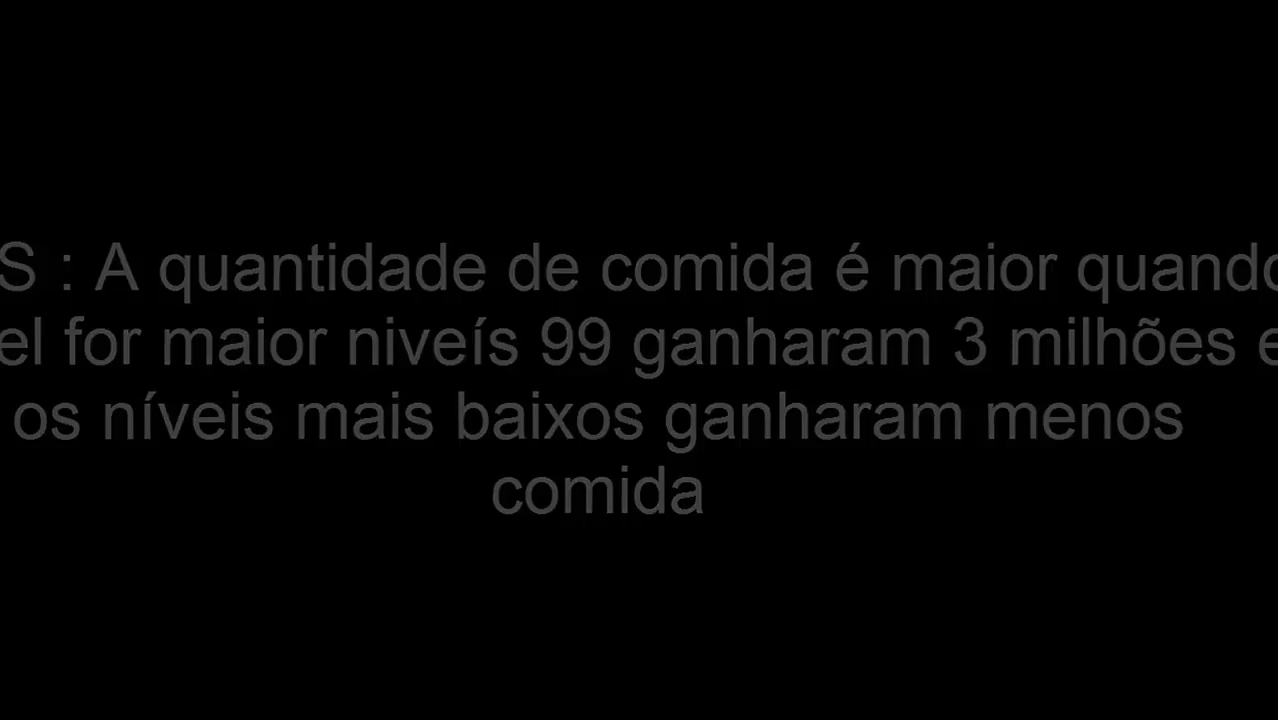 S : A quantidade de comida é maior quando
el for maior niveís 99 ganharam 3 milhões e
os níveis mais baixos ganharam menos
comida